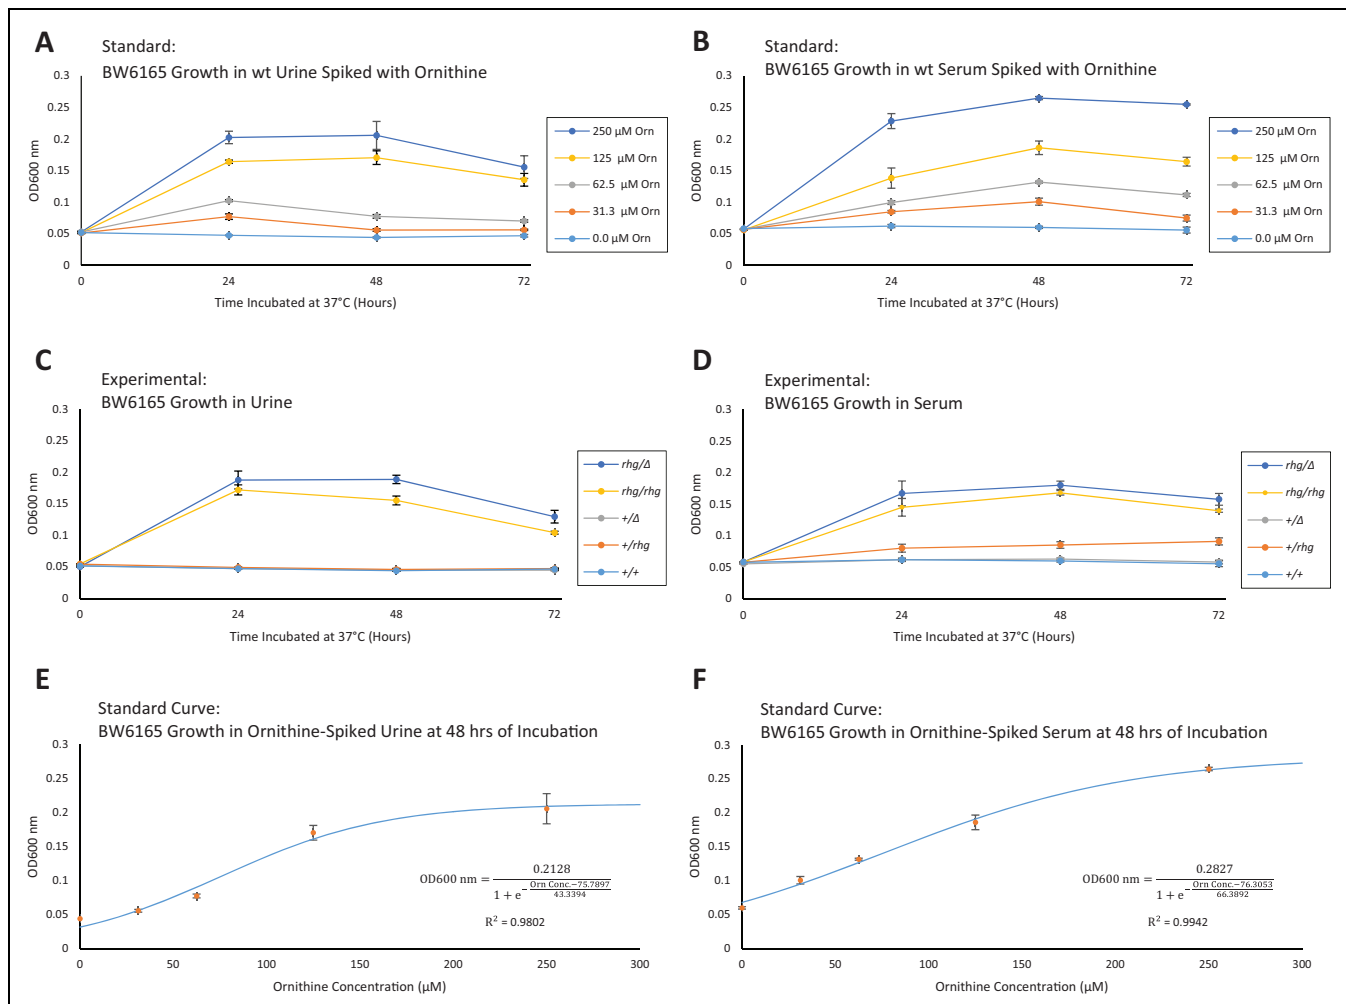 A
Standard:
BW6165 Growth in wt Urine Spiked with Ornithine
0.3
0.25
0.2
0.15
0.1
0.05
0
OD600 nm
0 24 48 72
Time Incubated at 37°C (Hours)
250 µM Orn
125 µM Orn
62.5 µM Orn
31.3 µM Orn
0.0 µM Orn
B
Standard:
BW6165 Growth in wt Serum Spiked with Ornithine
0.3
0.25
0.2
0.15
0.1
0.05
0
OD600 nm
0 24 48 72
Time Incubated at 37°C (Hours)
250 µM Orn
125 µM Orn
62.5 µM Orn
31.3 µM Orn
0.0 µM Orn
C
Experimental:
BW6165 Growth in Urine
0.3
0.25
0.2
0.15
0.1
0.05
0
OD600 nm
0 24 48 72
Time Incubated at 37°C (Hours)
rhg/Δ
rhg/rhg
+/Δ
+/rhg
+/+
D
Experimental:
BW6165 Growth in Serum
0.3
0.25
0.2
0.15
0.1
0.05
0
OD600 nm
0 24 48 72
Time Incubated at 37°C (Hours)
rhg/Δ
rhg/rhg
+/Δ
+/rhg
+/+
E
Standard Curve:
BW6165 Growth in Ornithine-Spiked Urine at 48 hrs of Incubation
0.3
0.25
0.2
0.15
0.1
0.05
0
OD600 nm
0 50 100 150 200 250 300
Ornithine Concentration (µM)
OD600 nm = 0.2128 / 1 + e^−(Orn Conc.−75.7897 / 43.3394)
R² = 0.9802
F
Standard Curve:
BW6165 Growth in Ornithine-Spiked Serum at 48 hrs of Incubation
0.3
0.25
0.2
0.15
0.1
0.05
0
OD600 nm
0 50 100 150 200 250 300
Ornithine Concentration (µM)
OD600 nm = 0.2827 / 1 + e^−(Orn Conc.−76.3053 / 66.3892)
R² = 0.9942